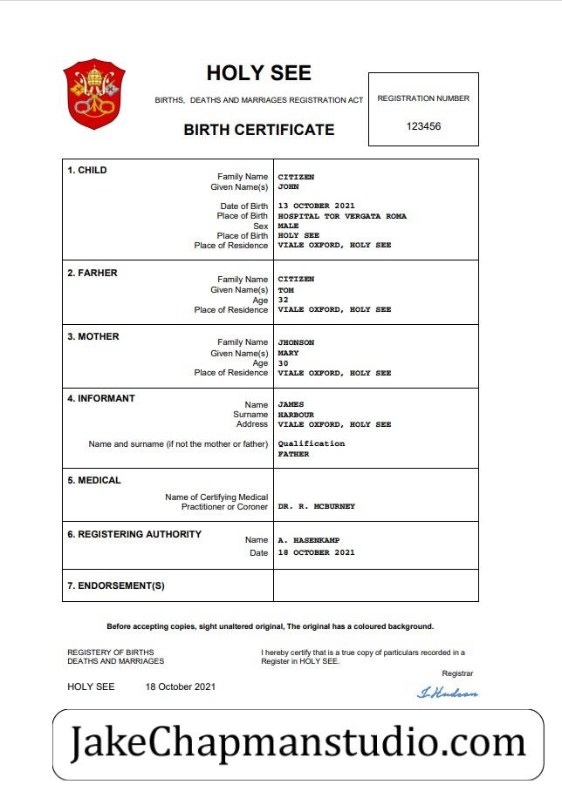 HOLY SEE
BIRTHS, DEATHS AND MARRIAGES REGISTRATION ACT
BIRTH CERTIFICATE
REGISTRATION NUMBER
123456
1. CHILD
Family Name CITIZEN
Given Name(s) JOHN
Date of Birth 13 OCTOBER 2021
Place of Birth HOSPITAL TOR VERGATA ROMA
Sex MALE
Place of Birth HOLY SEE
Place of Residence VIALE OXFORD, HOLY SEE
2. FARHER
Family Name CITIZEN
Given Name(s) TOM
Age 32
Place of Residence VIALE OXFORD, HOLY SEE
3. MOTHER
Family Name JHONSON
Given Name(s) MARY
Age 30
Place of Residence VIALE OXFORD, HOLY SEE
4. INFORMANT
Name JAMES
Surname HARBOUR
Address VIALE OXFORD, HOLY SEE
Name and surname (if not the mother or father) Qualification
FATHER
5. MEDICAL
Name of Certifying Medical
Practitioner or Coroner DR. R. MCBURNEY
6. REGISTERING AUTHORITY
Name A. HASENKAMP
Date 18 OCTOBER 2021
7. ENDORSEMENT(S)
Before accepting copies, sight unaltered original, The original has a coloured background.
REGISTERY OF BIRTHS
DEATHS AND MARRIAGES
I hereby certify that is a true copy of particulars recorded in a
Register in HOLY SEE.
Registrar
HOLY SEE 18 October 2021
J.Hudson
JakeChapmanstudio.com